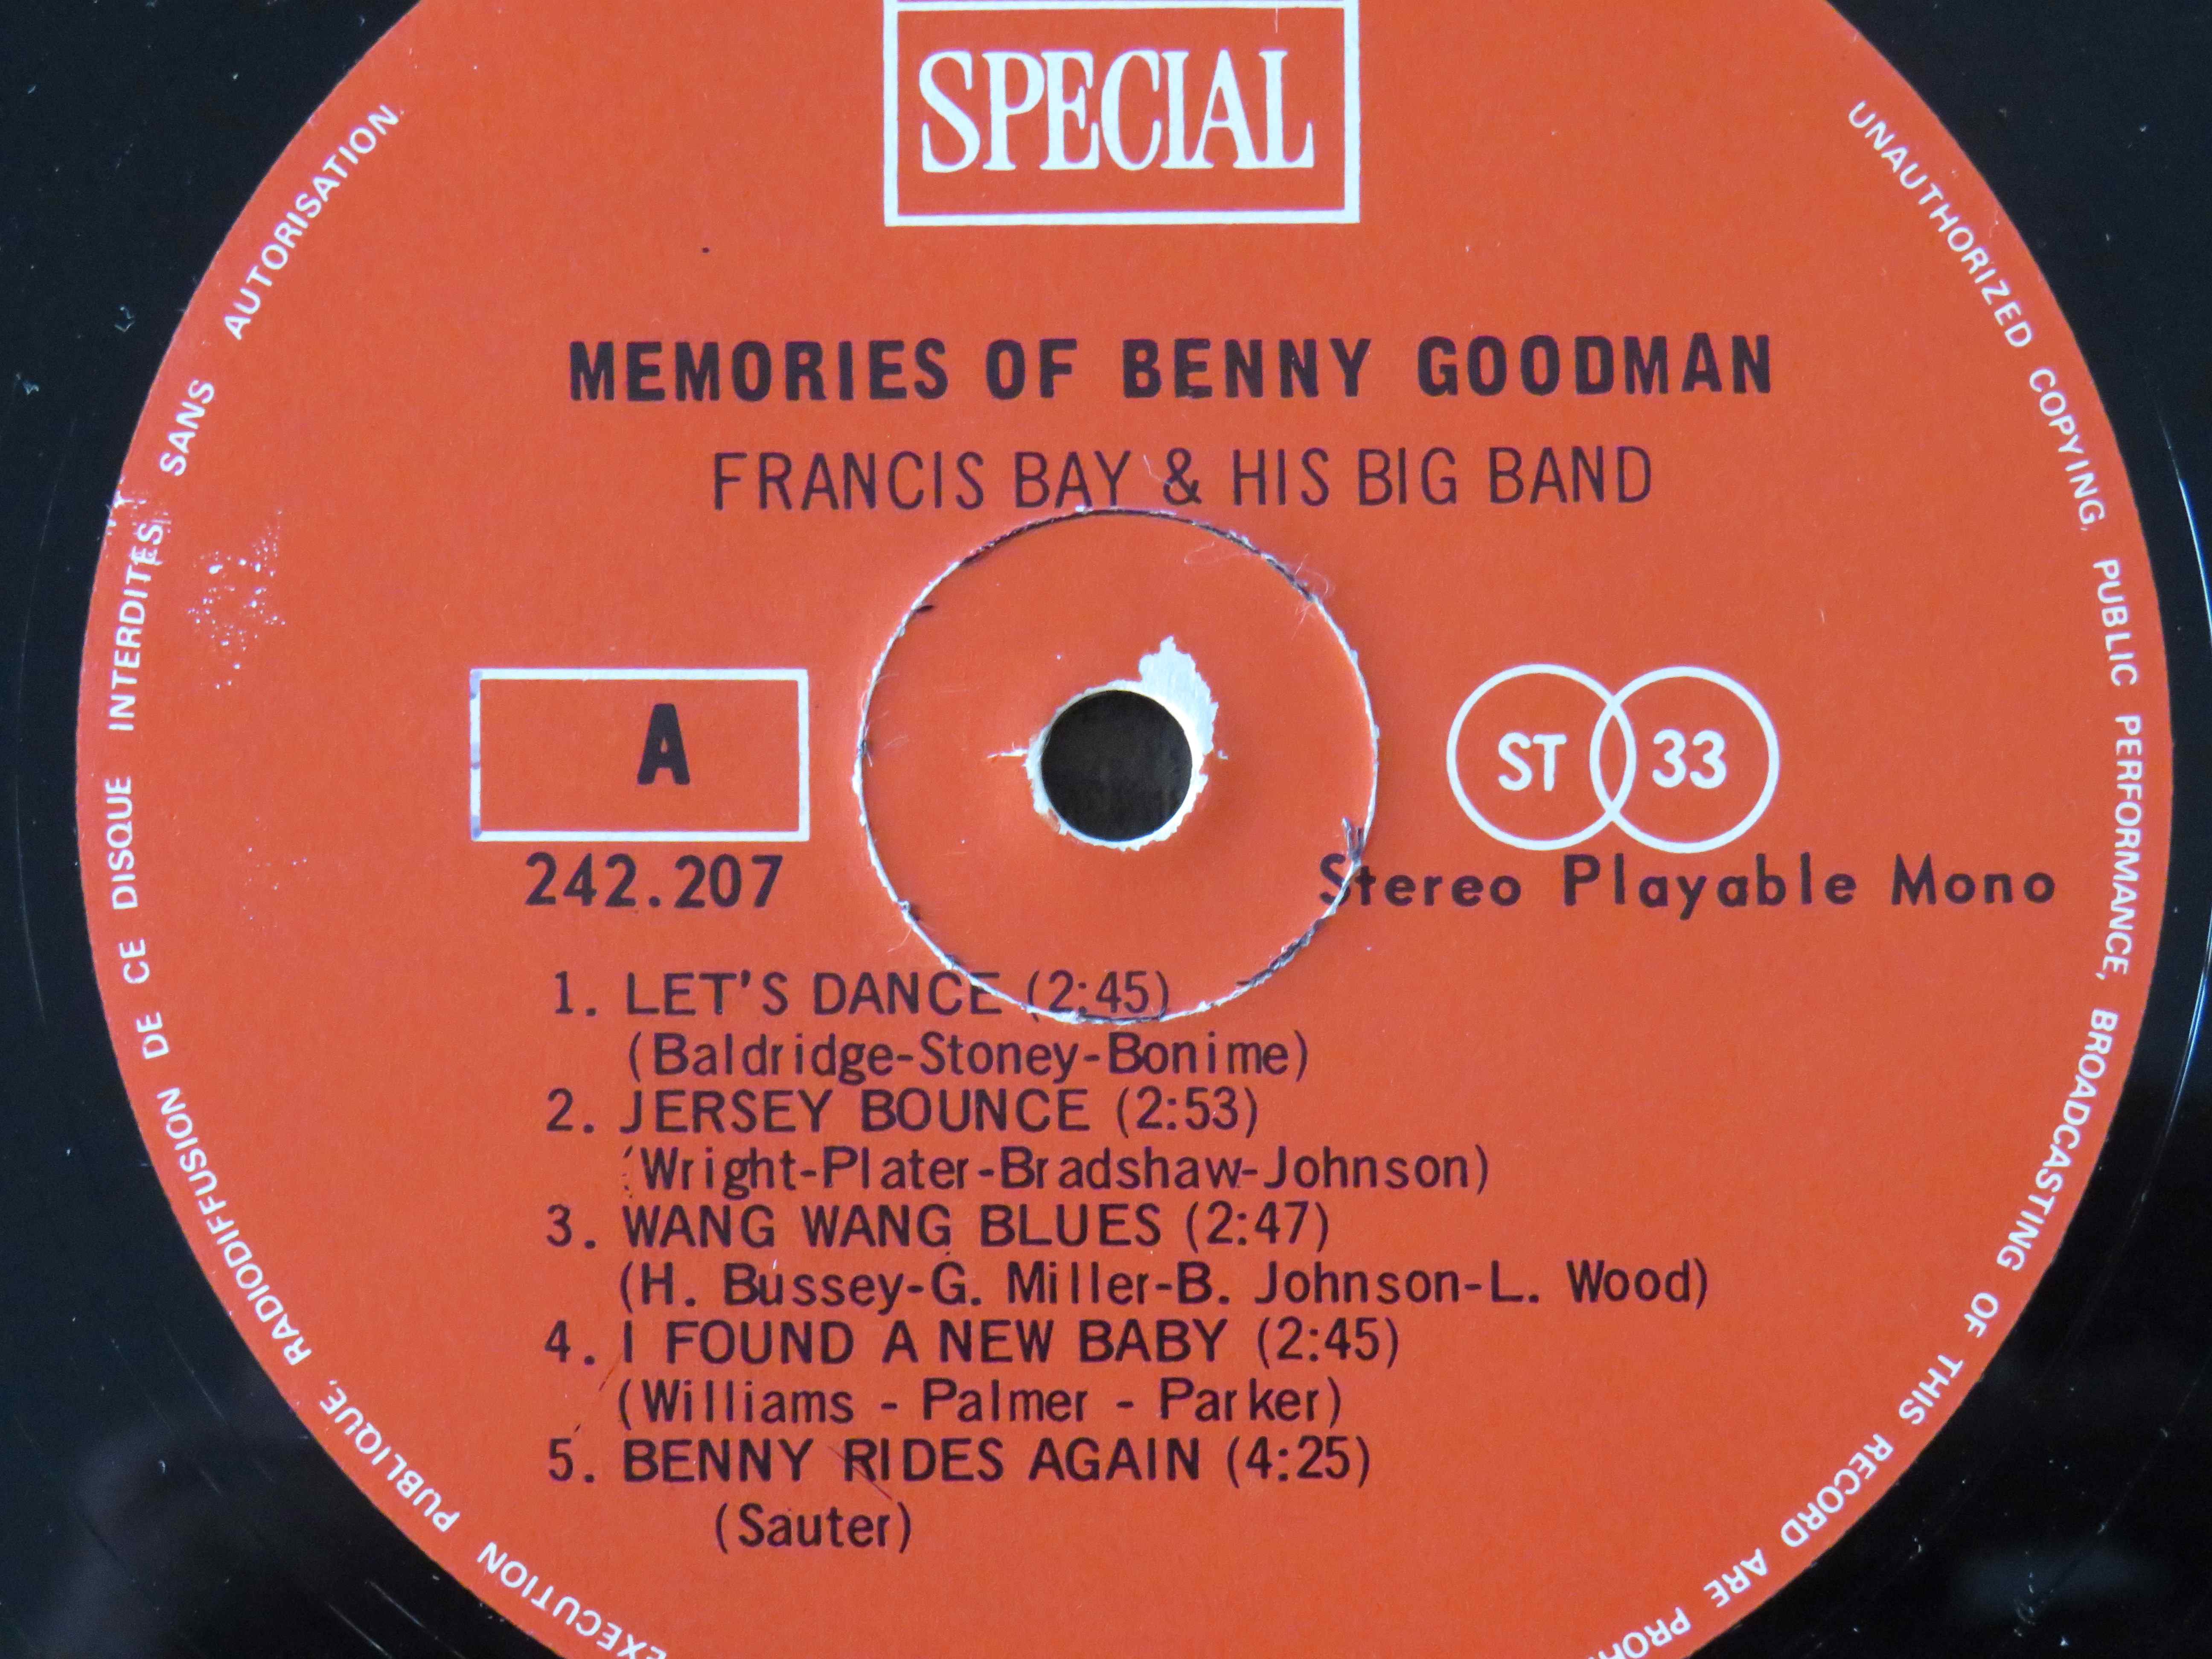 SPECIAL
MEMORIES OF BENNY GOODMAN
FRANCIS BAY & HIS BIG BAND
A
242.207
ST 33
Stereo Playable Mono
1. LET'S DANCE (2:45)
(Baldridge-Stoney-Bonime)
2. JERSEY BOUNCE (2:53)
(Wright-Plater-Bradshaw-Johnson)
3. WANG WANG BLUES (2:47)
(H. Bussey-G. Miller-B. Johnson-L. Wood)
4. I FOUND A NEW BABY (2:45)
(Williams - Palmer - Parker)
5. BENNY RIDES AGAIN (4:25)
(Sauter)
EXECUTION PUBLIQUE, RADIODIFFUSION DE CE DISQUE INTERDITES SANS AUTORISATION
UNAUTHORIZED COPYING, PUBLIC PERFORMANCE, BROADCASTING OF THIS RECORD ARE